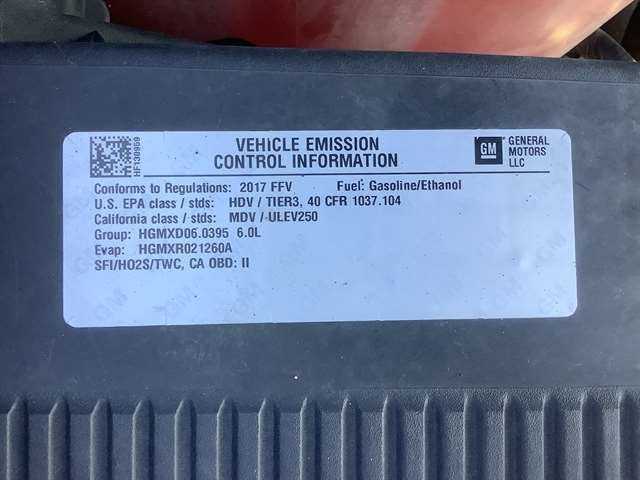 VEHICLE EMISSION
CONTROL INFORMATION
GM GENERAL MOTORS LLC
HF130959
Conforms to Regulations: 2017 FFV Fuel: Gasoline/Ethanol
U.S. EPA class / stds: HDV / TIER3, 40 CFR 1037.104
California class / stds: MDV / ULEV250
Group: HGMXD06.0395 6.0L
Evap: HGMXR021260A
SFI/HO2S/TWC, CA OBD: II